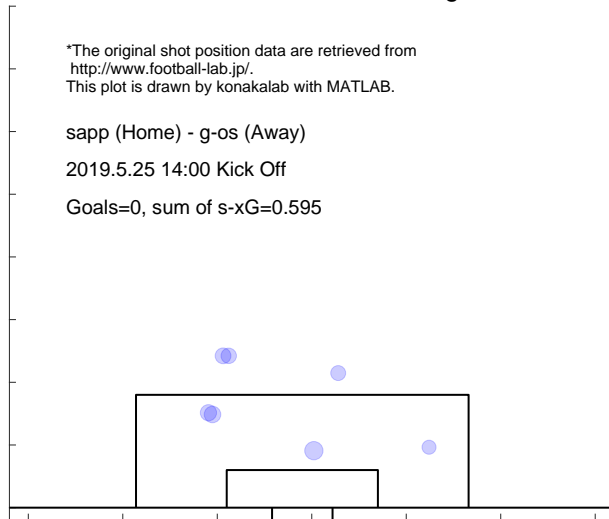 *The original shot position data are retrieved from
http://www.football-lab.jp/.
This plot is drawn by konakalab with MATLAB.
sapp (Home) - g-os (Away)
2019.5.25 14:00 Kick Off
Goals=0, sum of s-xG=0.595